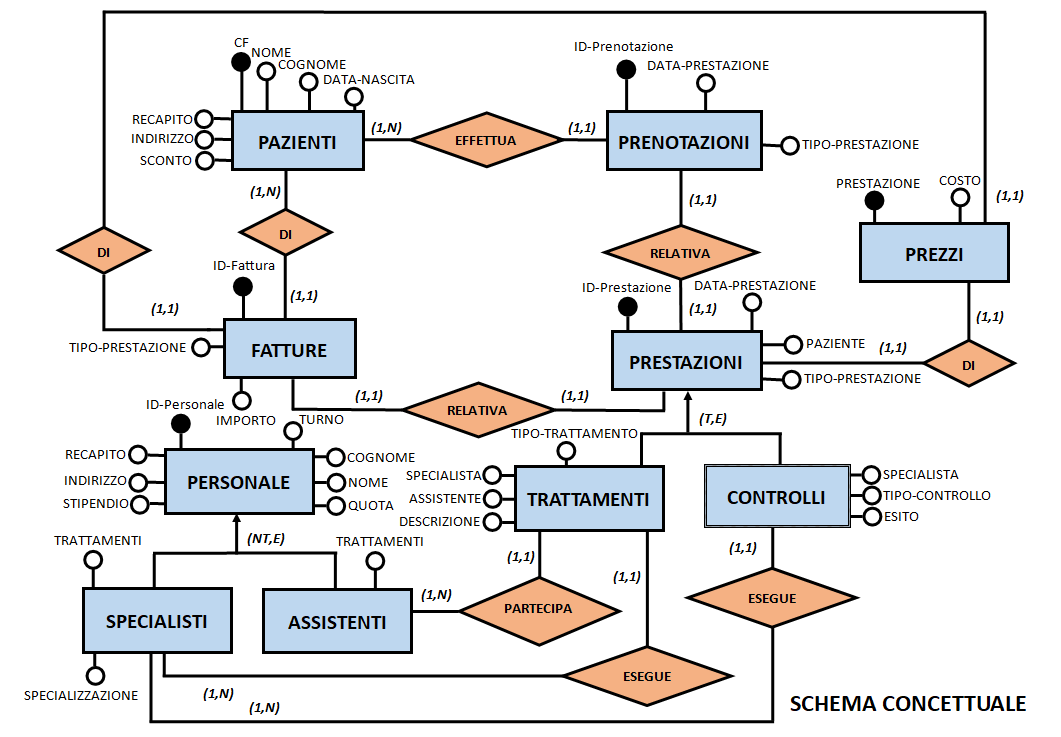 CF
NOME
COGNOME
DATA-NASCITA
RECAPITO
INDIRIZZO
SCONTO
PAZIENTI
(1,N)
EFFETTUA
(1,1)
ID-Prenotazione
DATA-PRESTAZIONE
PRENOTAZIONI
TIPO-PRESTAZIONE
PRESTAZIONE
COSTO
(1,1)
PREZZI
(1,N)
DI
(1,1)
DI
(1,1)
(1,1)
RELATIVA
(1,1)
ID-Fattura
TIPO-PRESTAZIONE
FATTURE
IMPORTO
ID-Prestazione
DATA-PRESTAZIONE
PRESTAZIONI
PAZIENTE
TIPO-PRESTAZIONE
(1,1)
DI
(1,1)
(1,1)
RELATIVA
(1,1)
(T,E)
ID-Personale
TURNO
RECAPITO
INDIRIZZO
STIPENDIO
PERSONALE
COGNOME
NOME
QUOTA
(NT,E)
TIPO-TRATTAMENTO
SPECIALISTA
ASSISTENTE
DESCRIZIONE
TRATTAMENTI
CONTROLLI
SPECIALISTA
TIPO-CONTROLLO
ESITO
TRATTAMENTI
TRATTAMENTI
SPECIALISTI
SPECIALIZZAZIONE
ASSISTENTI
(1,N)
PARTECIPA
(1,1)
(1,1)
ESEGUE
(1,N)
(1,1)
ESEGUE
(1,N)
SCHEMA CONCETTUALE